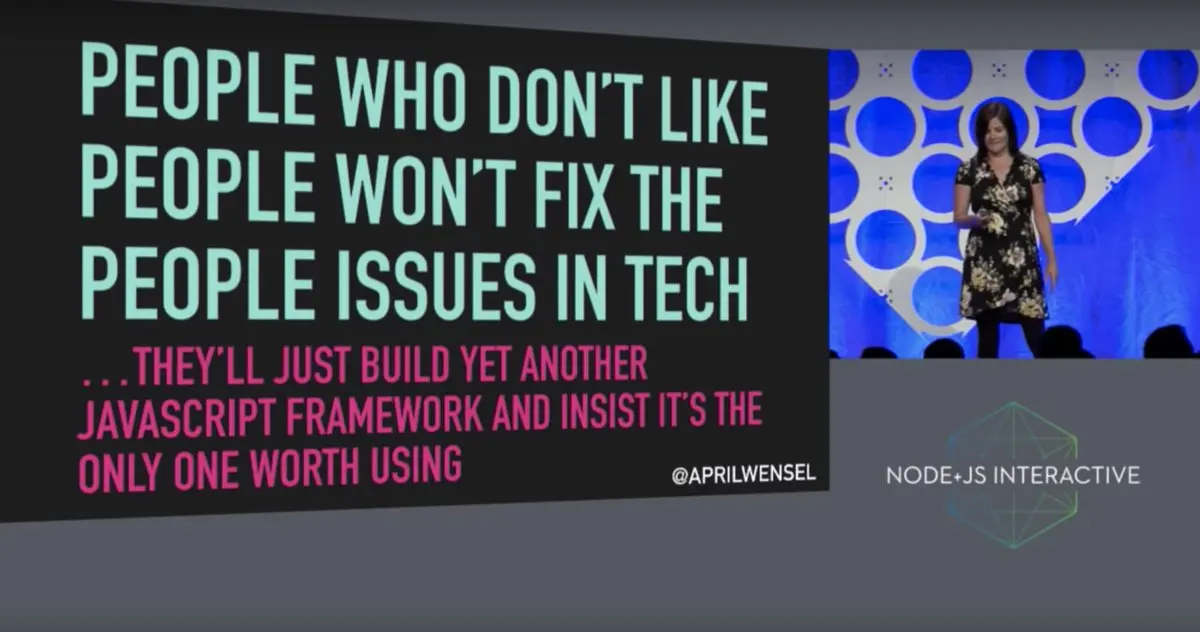 PEOPLE WHO DON'T LIKE
PEOPLE WON'T FIX THE
PEOPLE ISSUES IN TECH
...THEY'LL JUST BUILD YET ANOTHER
JAVASCRIPT FRAMEWORK AND INSIST IT'S THE
ONLY ONE WORTH USING
@APRILWENSEL
NODE+JS INTERACTIVE